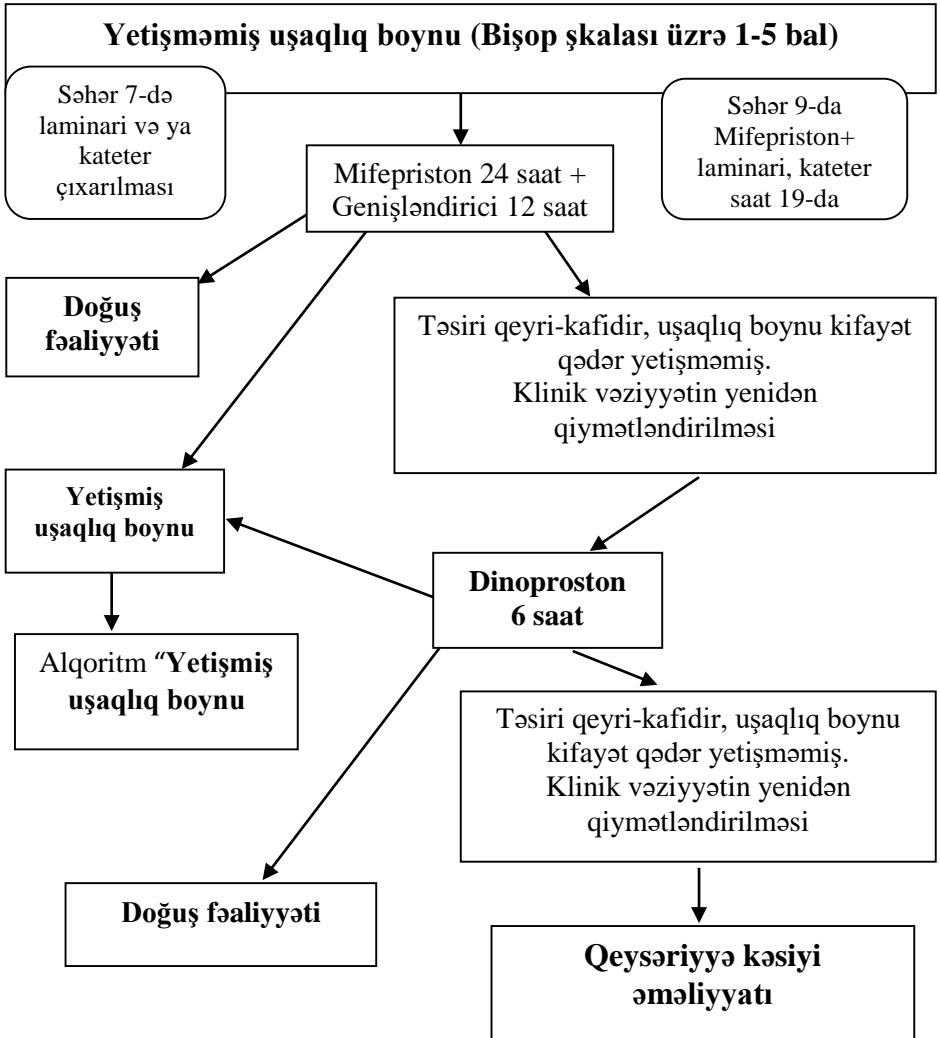 Yetişməmiş uşaqlıq boynu (Bişop şkalası üzrə 1-5 bal)
Səhər 7-də
laminari və ya
kateter
çıxarılması
Mifepriston 24 saat +
Genişləndirici 12 saat
Səhər 9-da
Mifepriston+
laminari, kateter
saat 19-da
Doğuş
fəaliyyəti
Təsiri qeyri-kafidir, uşaqlıq boynu kifayət
qədər yetişməmiş.
Klinik vəziyyətin yenidən
qiymətləndirilməsi
Yetişmiş
uşaqlıq boynu
Dinoproston
6 saat
Alqoritm “Yetişmiş
uşaqlıq boynu
Təsiri qeyri-kafidir, uşaqlıq boynu
kifayət qədər yetişməmiş.
Klinik vəziyyətin yenidən
qiymətləndirilməsi
Doğuş fəaliyyəti
Qeysəriyyə kəsiyi
əməliyyatı